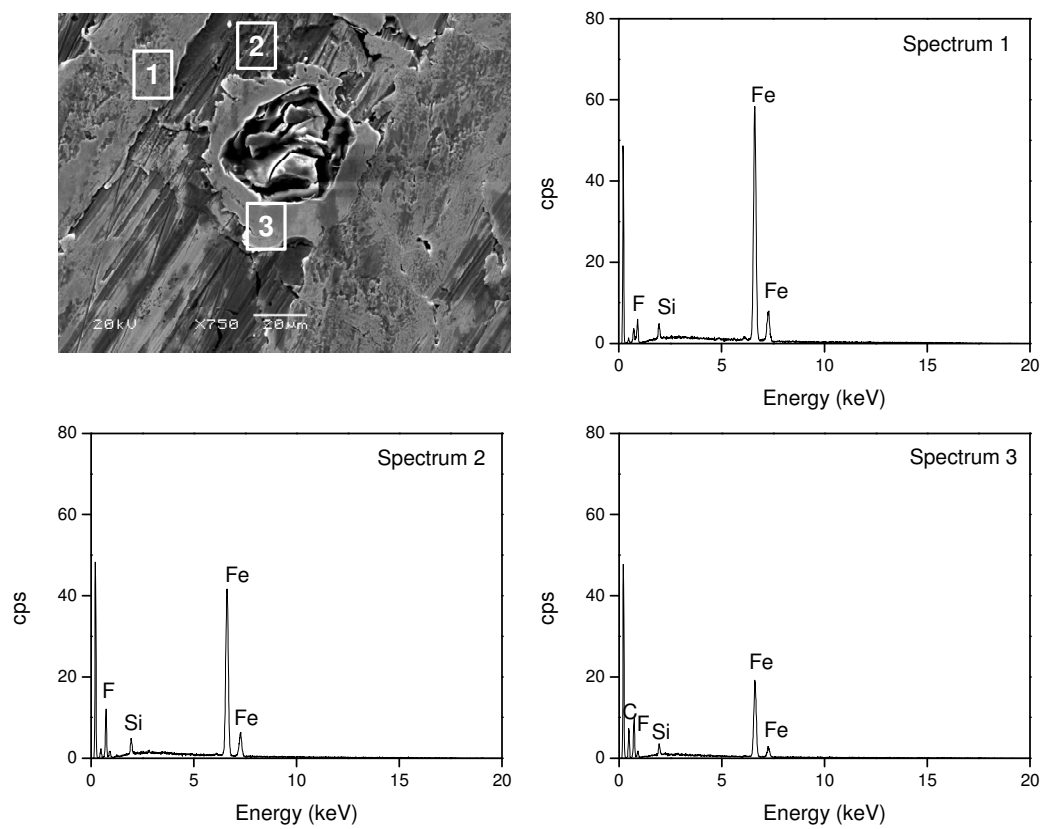 1
2
3
20kV X750 20µm
Spectrum 1
80
60
40
20
0
cps
Fe
Fe
F
Si
0 5 10 15 20
Energy (keV)
Spectrum 2
80
60
40
20
0
cps
Fe
Fe
F
Si
0 5 10 15 20
Energy (keV)
Spectrum 3
80
60
40
20
0
cps
Fe
Fe
C
F
Si
0 5 10 15 20
Energy (keV)